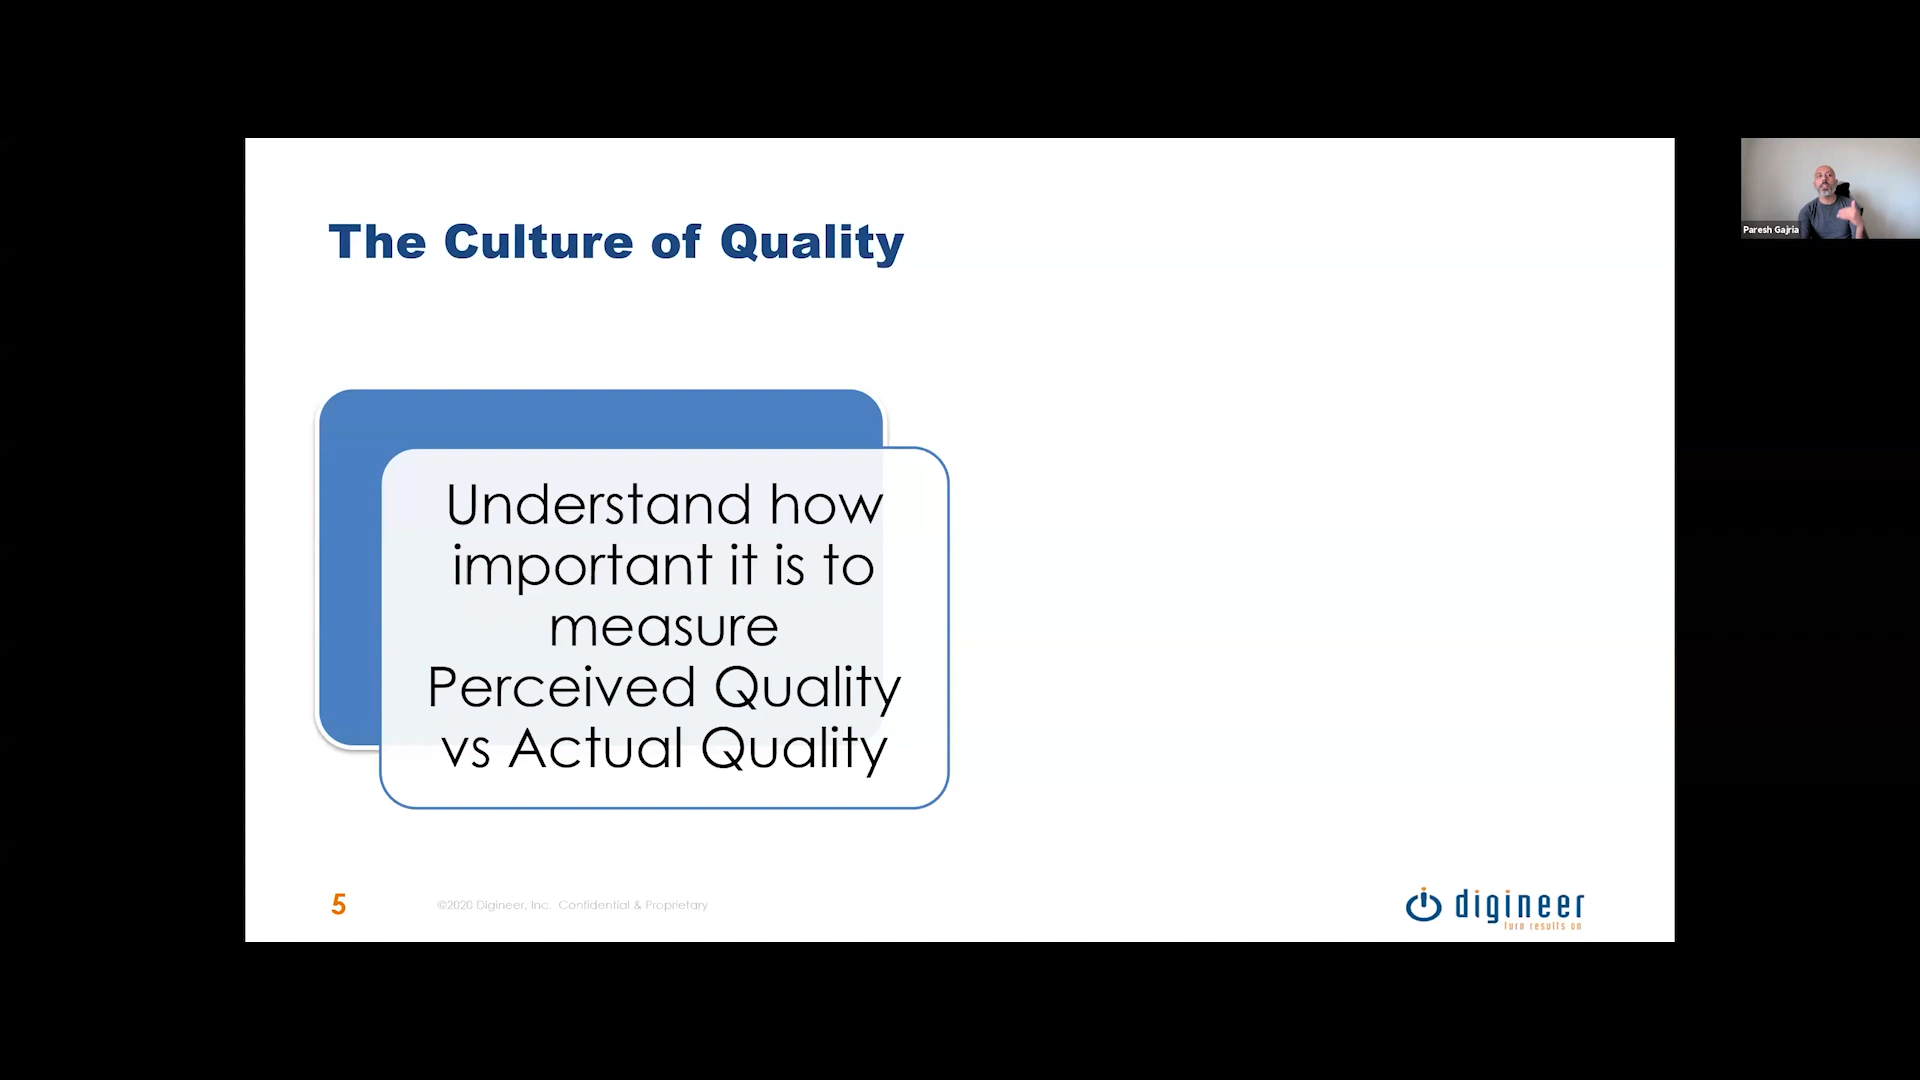 The Culture of Quality
Paresh Gajria
Understand how
important it is to
measure
Perceived Quality
vs Actual Quality
5
©2020 Digineer, Inc. Confidential & Proprietary
digineer
turn results on